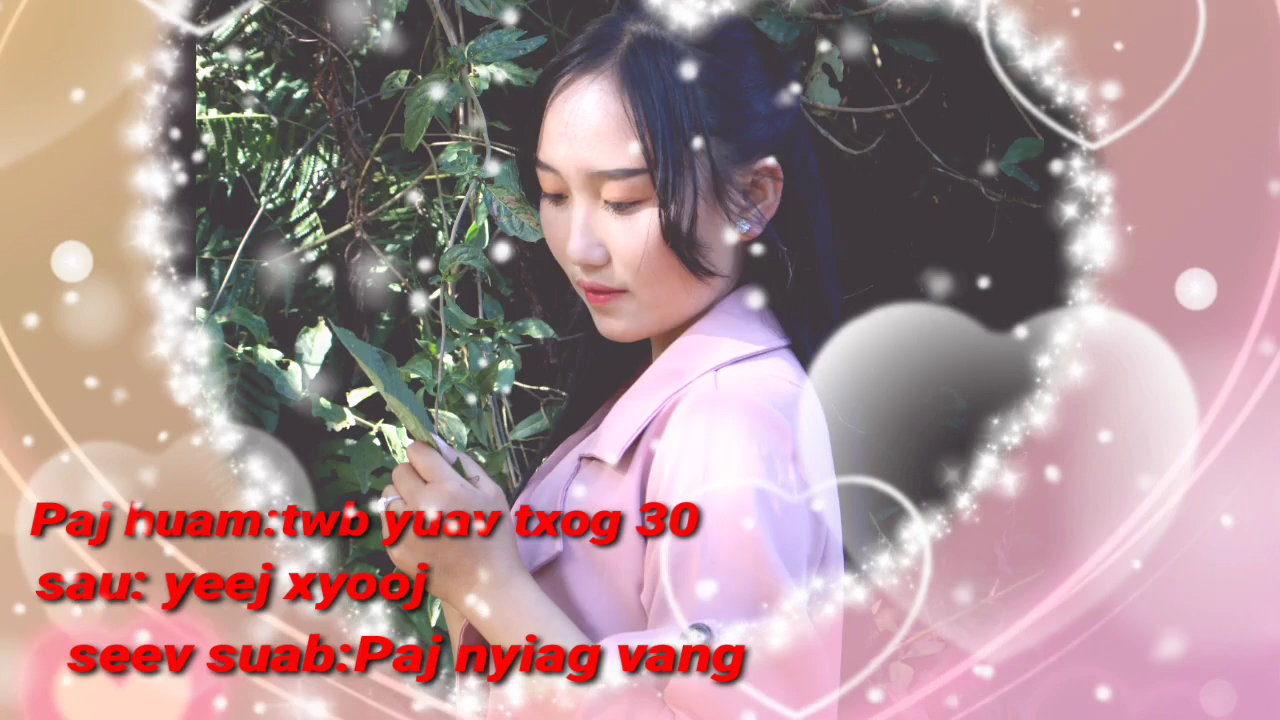 Paj huam:twb yuav txog 30
sau: yeej xyooj
seev suab:Paj nyiag vang